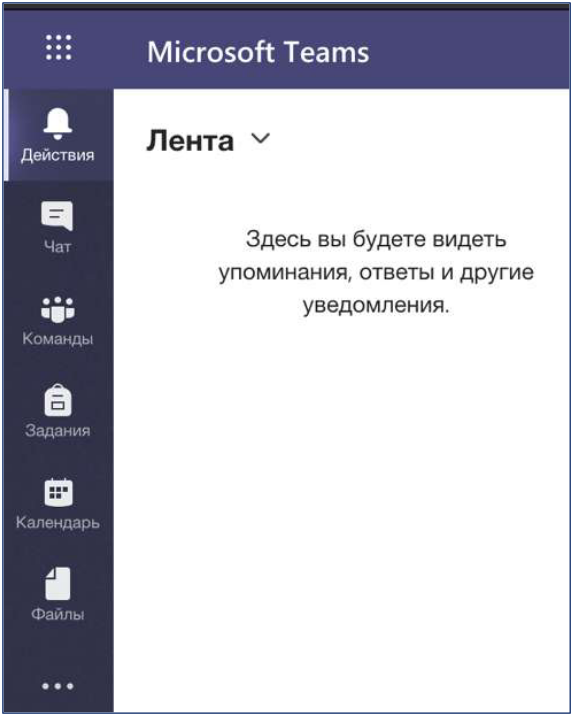 Microsoft Teams
Действия
Чат
Команды
Задания
Календарь
Файлы
Лента
Здесь вы будете видеть
упоминания, ответы и другие
уведомления.